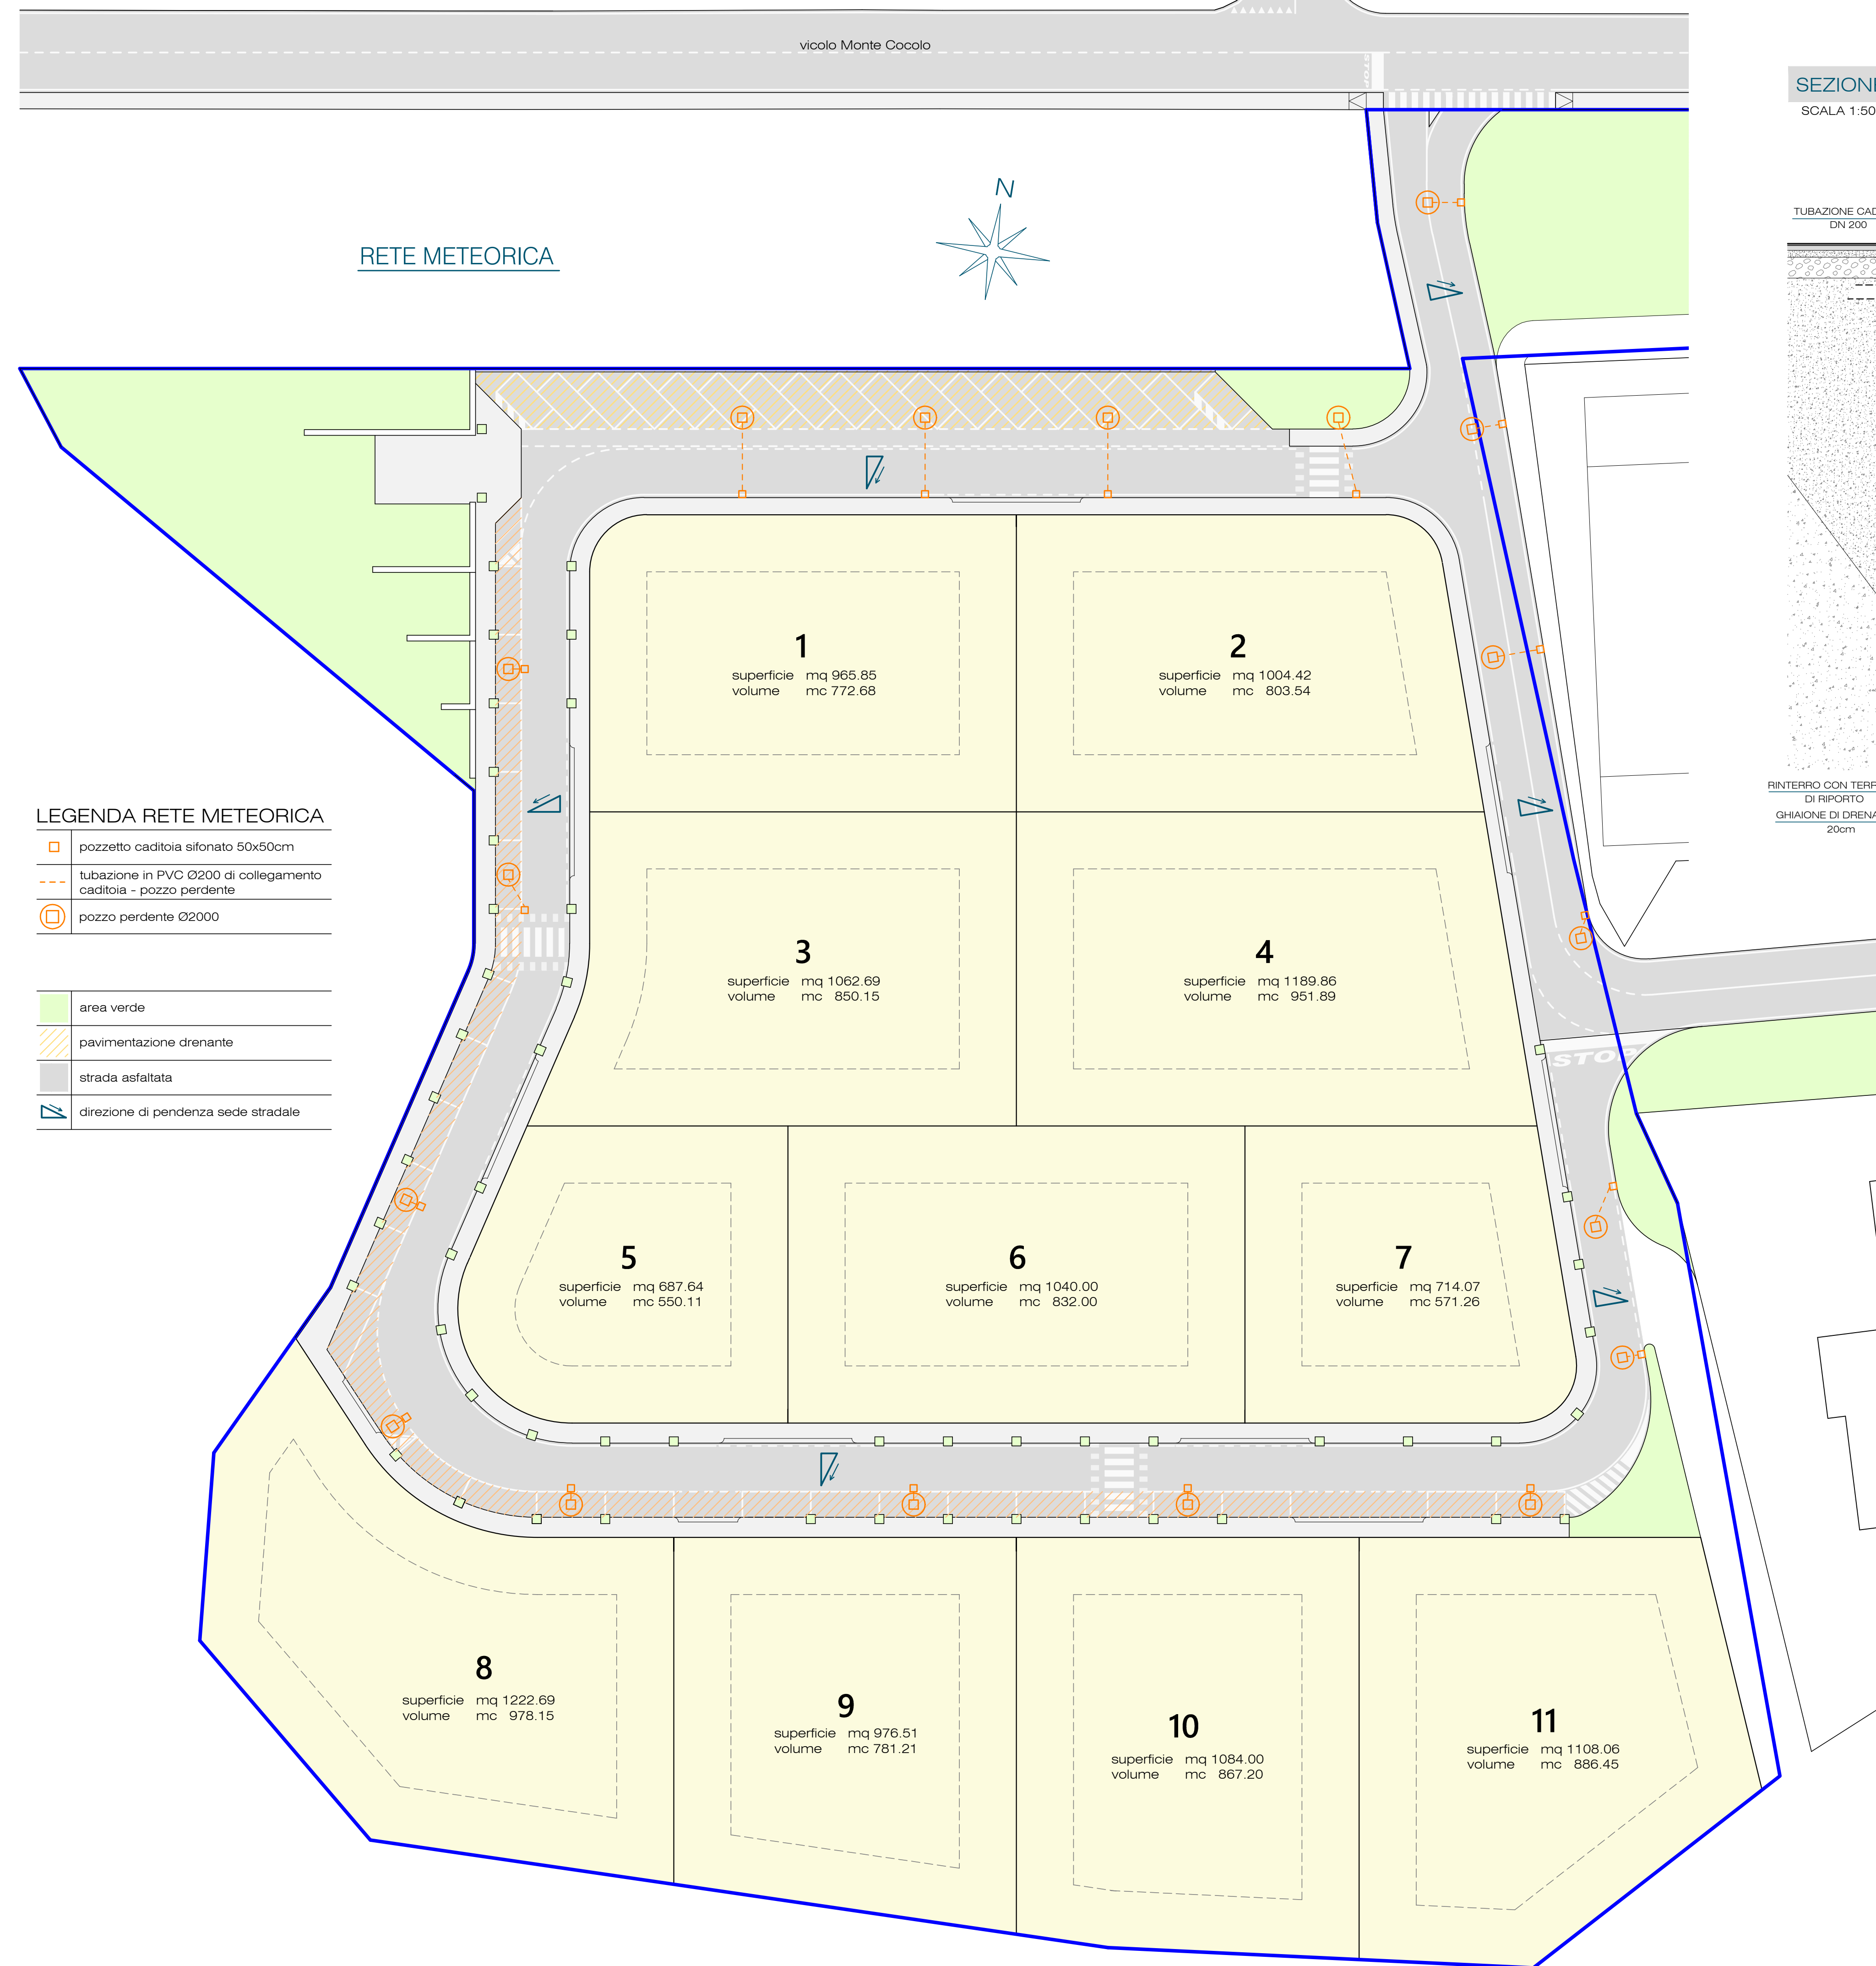 vicolo Monte Cocolo
STOP
SEZIONE
SCALA 1:50
N
RETE METEORICA
TUBAZIONE CAD
DN 200
1
superficie mq 965.85
volume mc 772.68
2
superficie mq 1004.42
volume mc 803.54
RINTERRO CON TERR
DI RIPORTO
GHIAIONE DI DRENA
20cm
LEGENDA RETE METEORICA
pozzetto caditoia sifonato 50x50cm
tubazione in PVC Ø200 di collegamento
caditoia - pozzo perdente
pozzo perdente Ø2000
area verde
pavimentazione drenante
strada asfaltata
direzione di pendenza sede stradale
3
superficie mq 1062.69
volume mc 850.15
4
superficie mq 1189.86
volume mc 951.89
STOP
5
superficie mq 687.64
volume mc 550.11
6
superficie mq 1040.00
volume mc 832.00
7
superficie mq 714.07
volume mc 571.26
8
superficie mq 1222.69
volume mc 978.15
9
superficie mq 976.51
volume mc 781.21
10
superficie mq 1084.00
volume mc 867.20
11
superficie mq 1108.06
volume mc 886.45